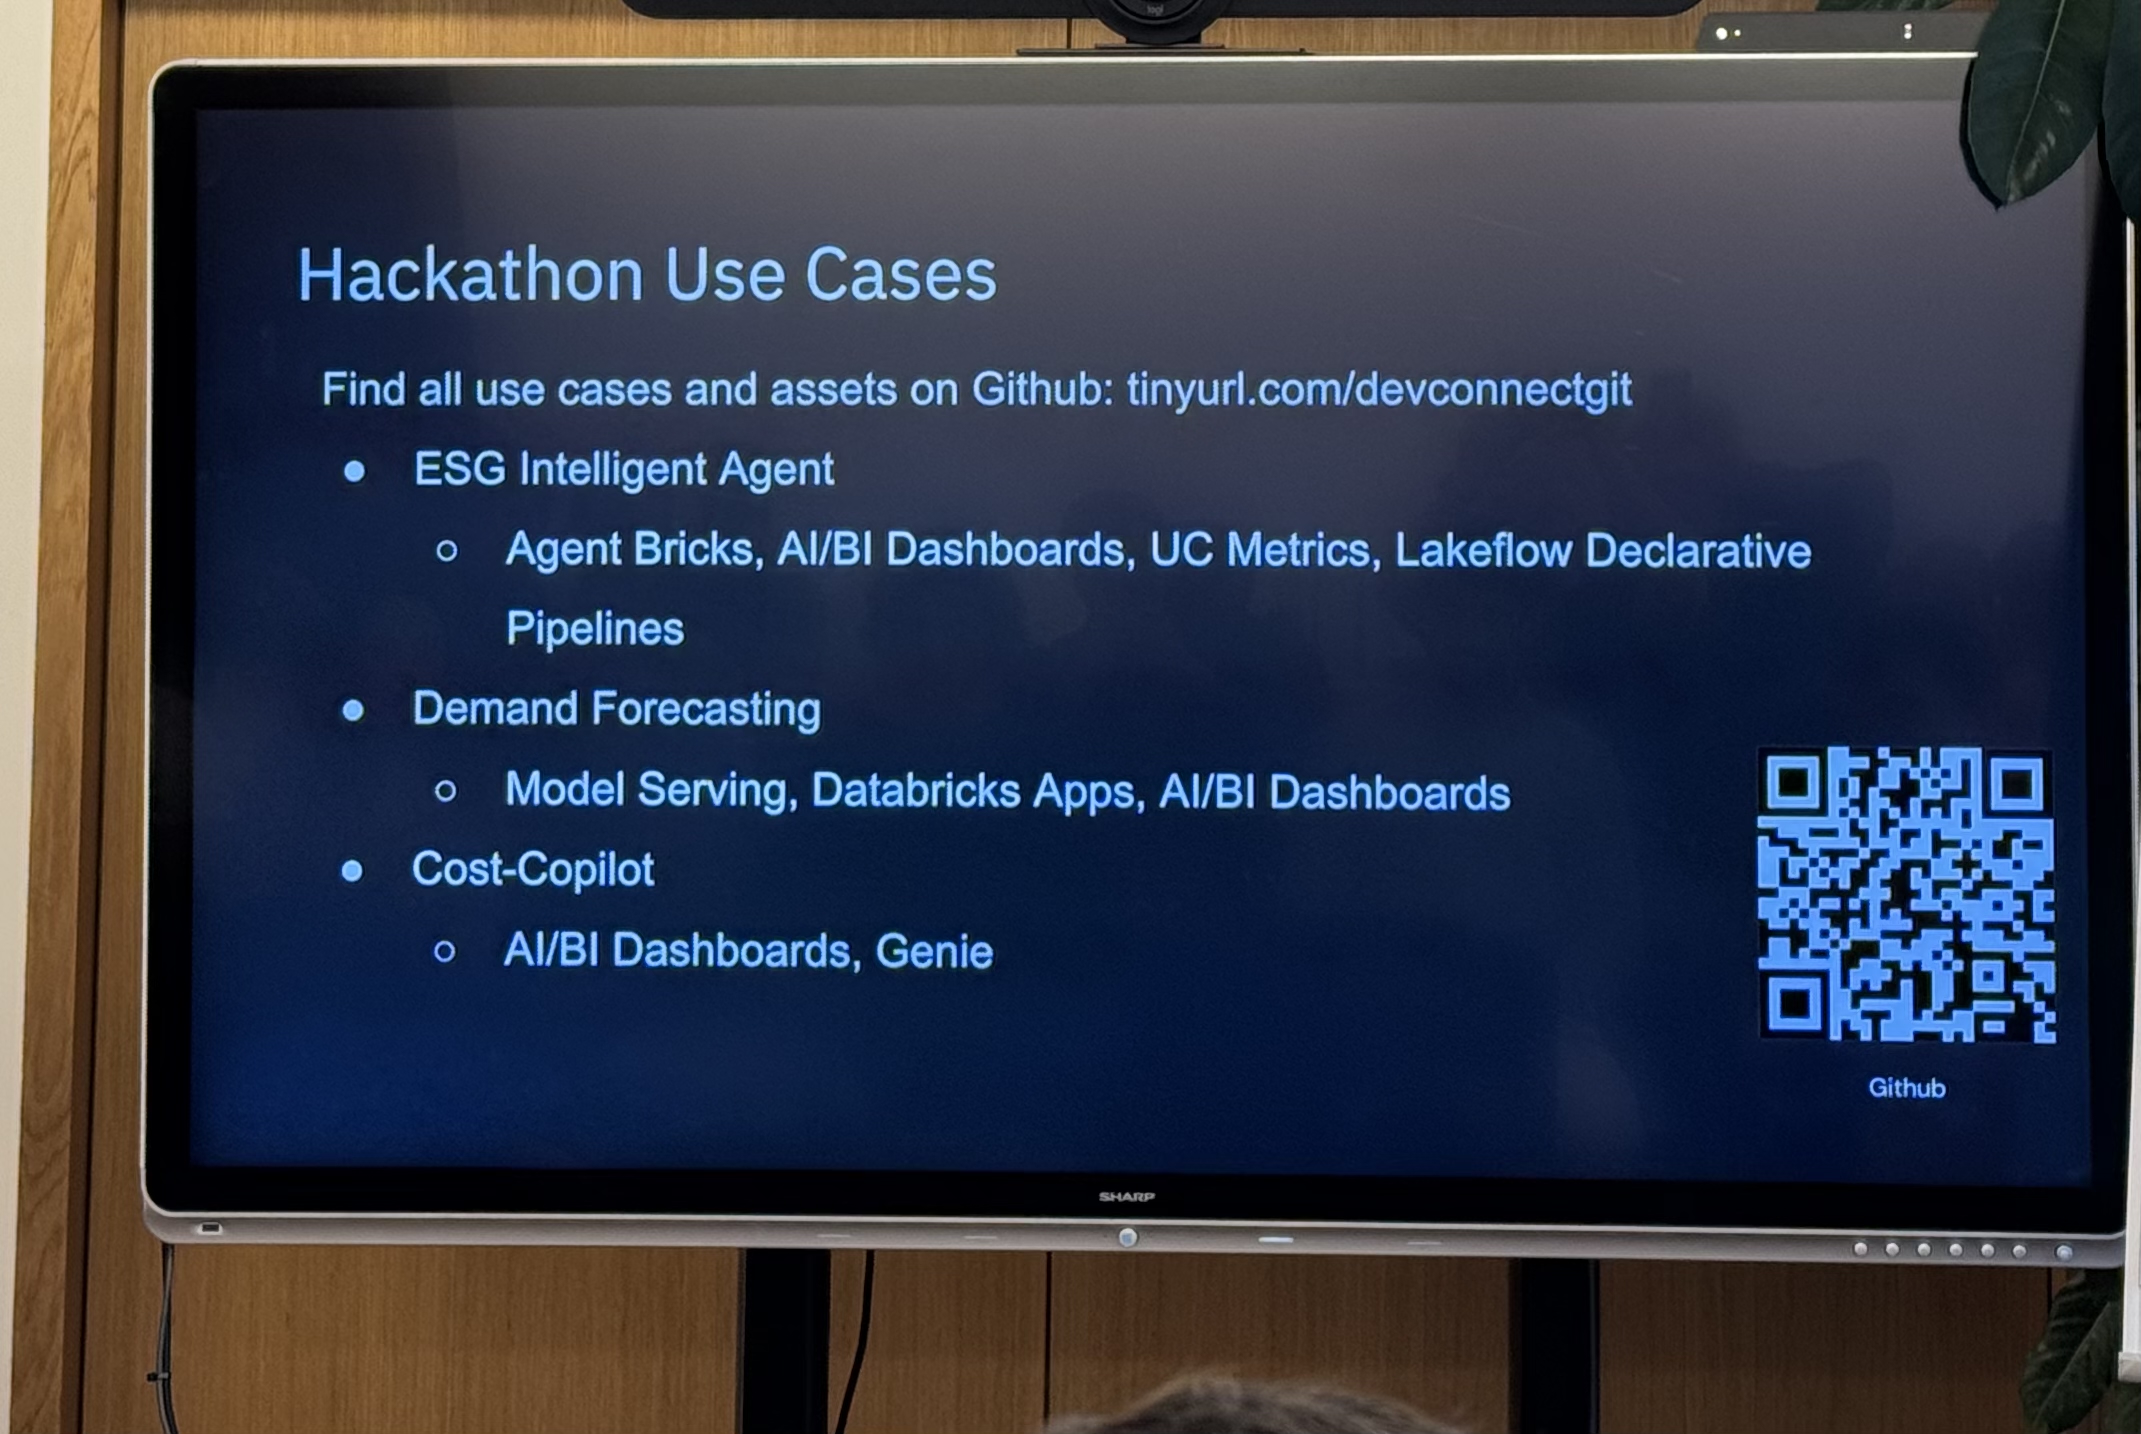 logi
Hackathon Use Cases
Find all use cases and assets on Github: tinyurl.com/devconnectgit
● ESG Intelligent Agent
○ Agent Bricks, AI/BI Dashboards, UC Metrics, Lakeflow Declarative
Pipelines
● Demand Forecasting
○ Model Serving, Databricks Apps, AI/BI Dashboards
● Cost-Copilot
○ AI/BI Dashboards, Genie
Github
SHARP